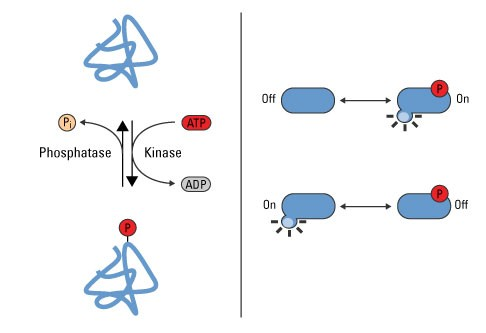 Pi
ATP
Phosphatase
Kinase
ADP
P
Off
P
On
On
P
Off